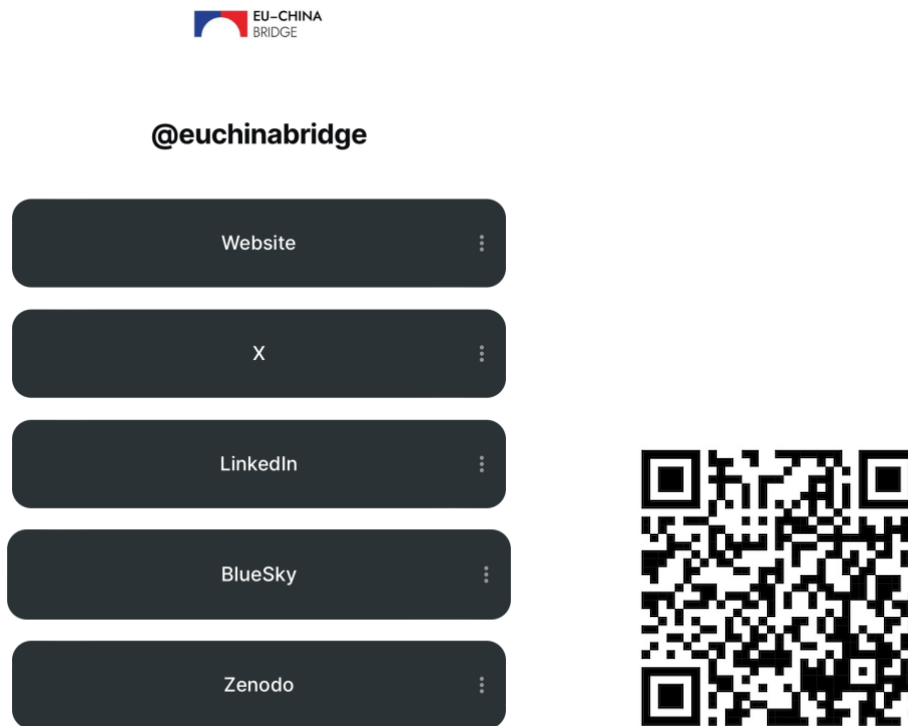 EU–CHINA
BRIDGE
@euchinabridge
Website
X
LinkedIn
BlueSky
Zenodo